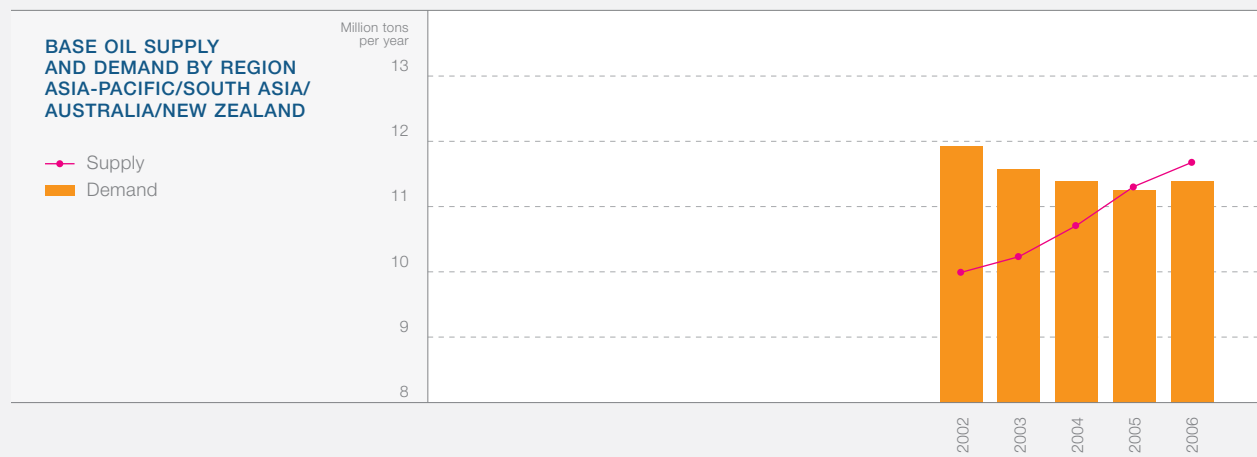 BASE OIL SUPPLY
AND DEMAND BY REGION
ASIA-PACIFIC/SOUTH ASIA/
AUSTRALIA/NEW ZEALAND
Supply
Demand
Million tons
per year
13
12
11
10
9
8
2002
2003
2004
2005
2006